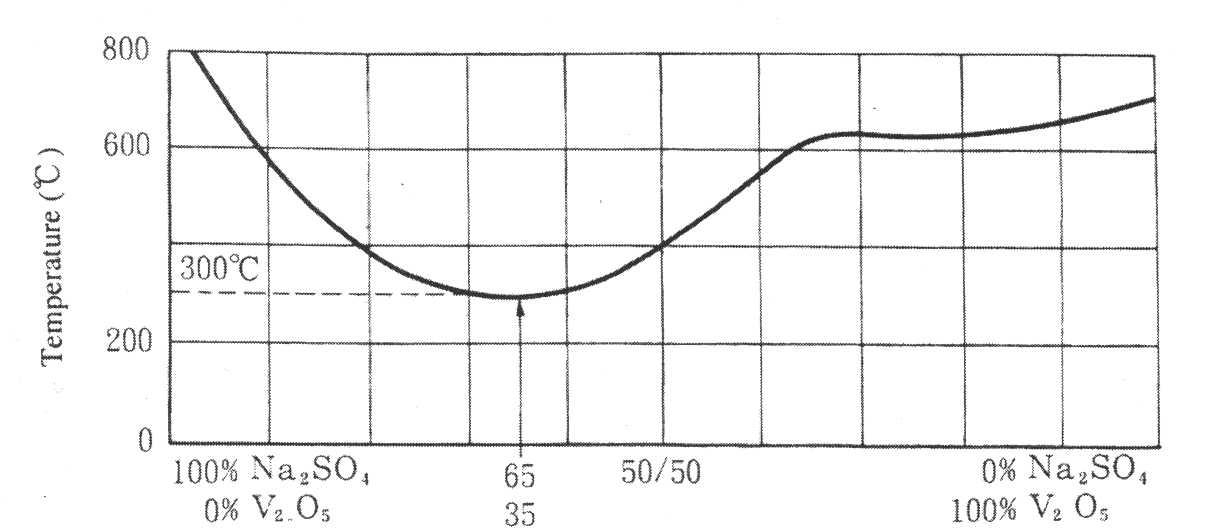 800
600
Temperature (℃)
300℃
200
0
100% Na₂SO₄ 65 50/50 0% Na₂SO₄
0% V₂O₅ 35 100% V₂O₅